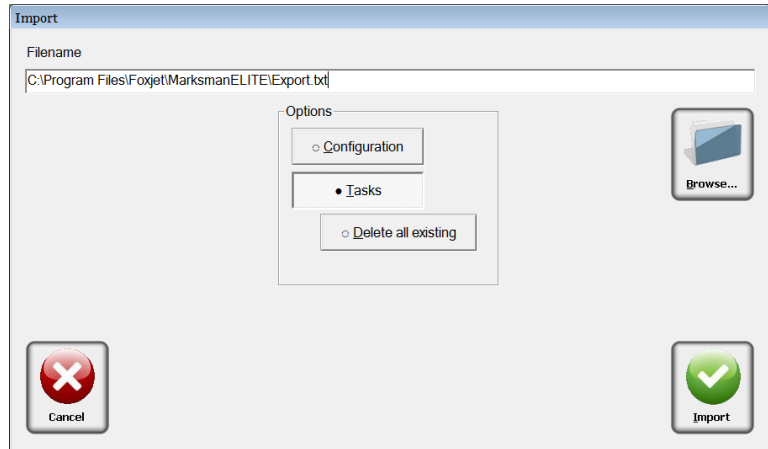 Import
Filename
C:\Program Files\Foxjet\MarksmanELITE\Export.txt
Options
Configuration
Tasks
Delete all existing
Browse...
Cancel
Import